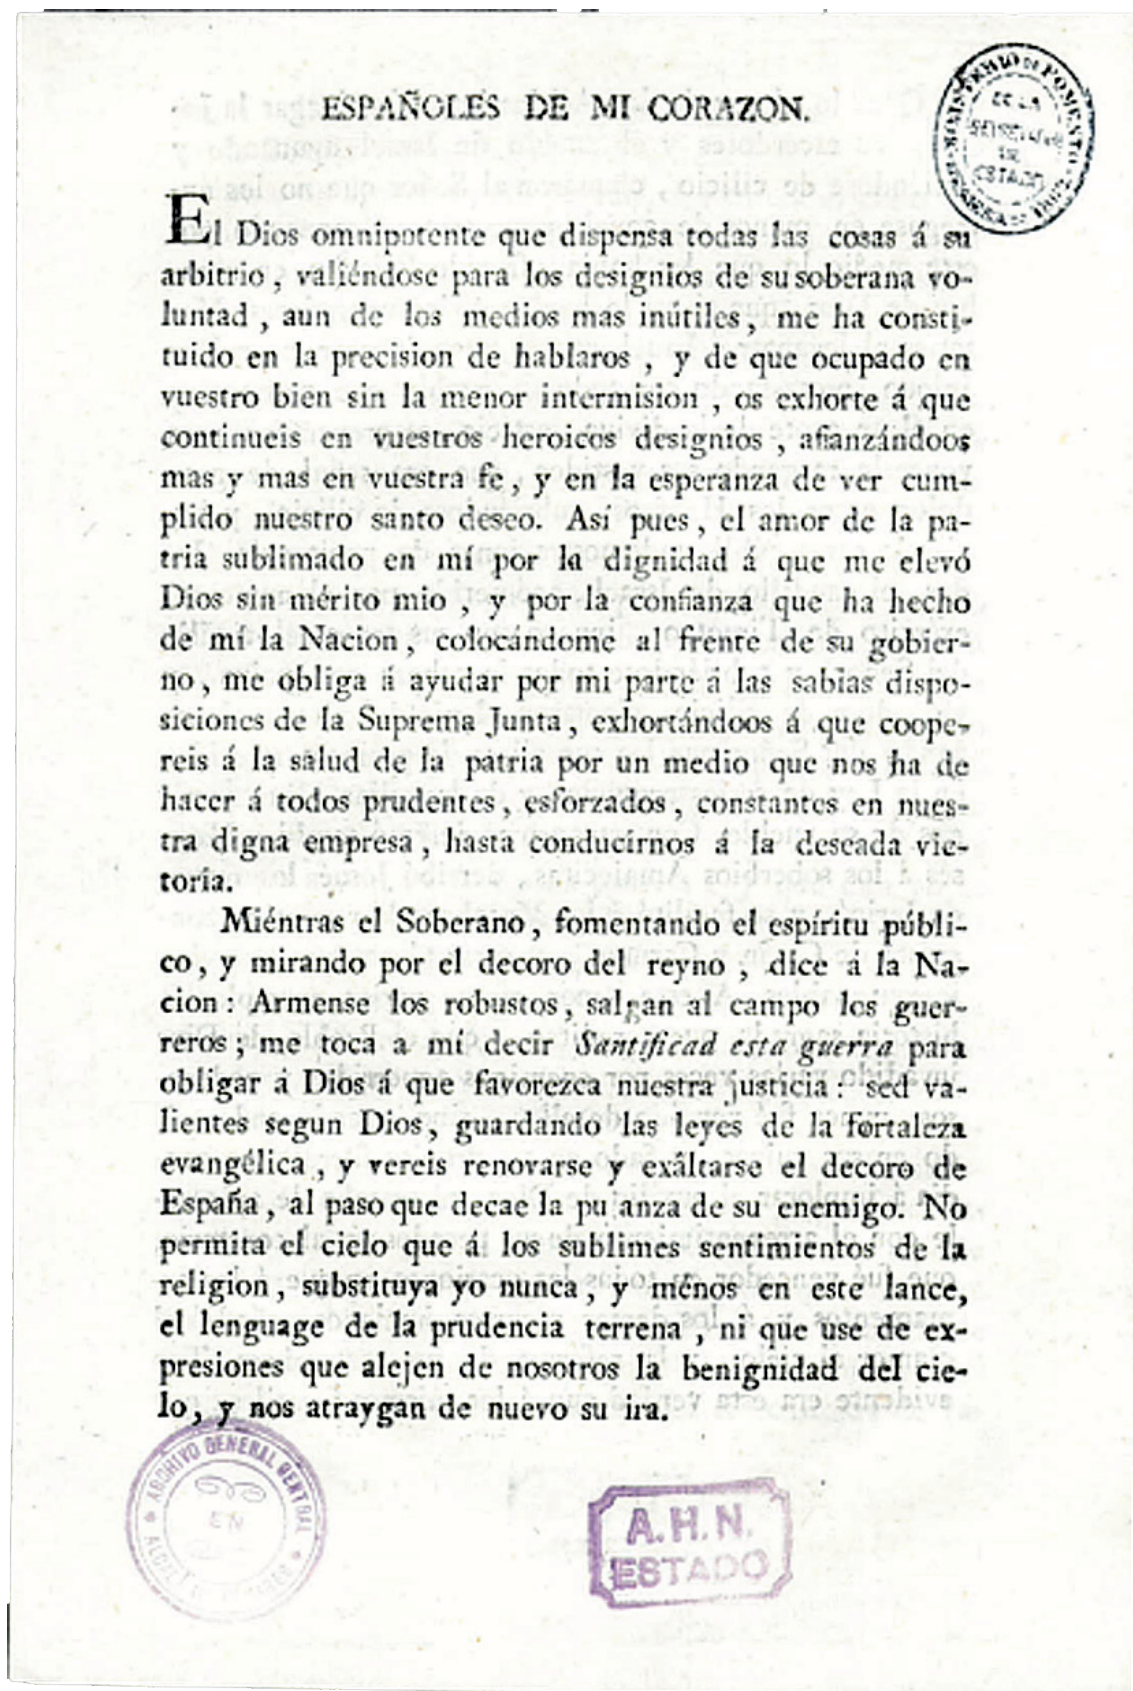 ESPAÑOLES DE MI CORAZON.
El Dios omnipotente que dispensa todas las cosas á su
arbitrio, valiéndose para los designios de su soberana vo-
luntad, aun de los medios mas inútiles, me ha consti-
tuido en la precision de hablaros, y de que ocupado en
vuestro bien sin la menor intermision, os exhorte á que
continueis en vuestros heroicos designios, afianzándoos
mas y mas en vuestra fe, y en la esperanza de ver cum-
plido nuestro santo deseo. Así pues, el amor de la pa-
tria sublimado en mí por la dignidad á que me elevó
Dios sin mérito mio, y por la confianza que ha hecho
de mí la Nacion, colocándome al frente de su gobier-
no, me obliga á ayudar por mi parte á las sabias dispo-
siciones de la Suprema Junta, exhortándoos á que coope-
reis á la salud de la patria por un medio que nos ha de
hacer á todos prudentes, esforzados, constantes en nues-
tra digna empresa, hasta conducirnos á la deseada vic-
toria.
Miéntras el Soberano, fomentando el espíritu públi-
co, y mirando por el decoro del reyno, dice á la Na-
cion: Armense los robustos, salgan al campo los guer-
reros; me toca a mí decir Santificad esta guerra para
obligar á Dios á que favorezca nuestra justicia: sed va-
lientes segun Dios, guardando las leyes de la fortaleza
evangélica, y vereis renovarse y exâltarse el decoro de
España, al paso que decae la pu anza de su enemigo. No
permita el cielo que á los sublimes sentimientos de la
religion, substituya yo nunca, y ménos en este lance,
el lenguage de la prudencia terrena, ni que use de ex-
presiones que alejen de nosotros la benignidad del cie-
lo, y nos atraygan de nuevo su ira.
MINISTERIO DE FOMENTO
DE LA
DE
ESTADO
ARCHIVO GENERAL CENTRAL
EN
A.H.N.
ESTADO